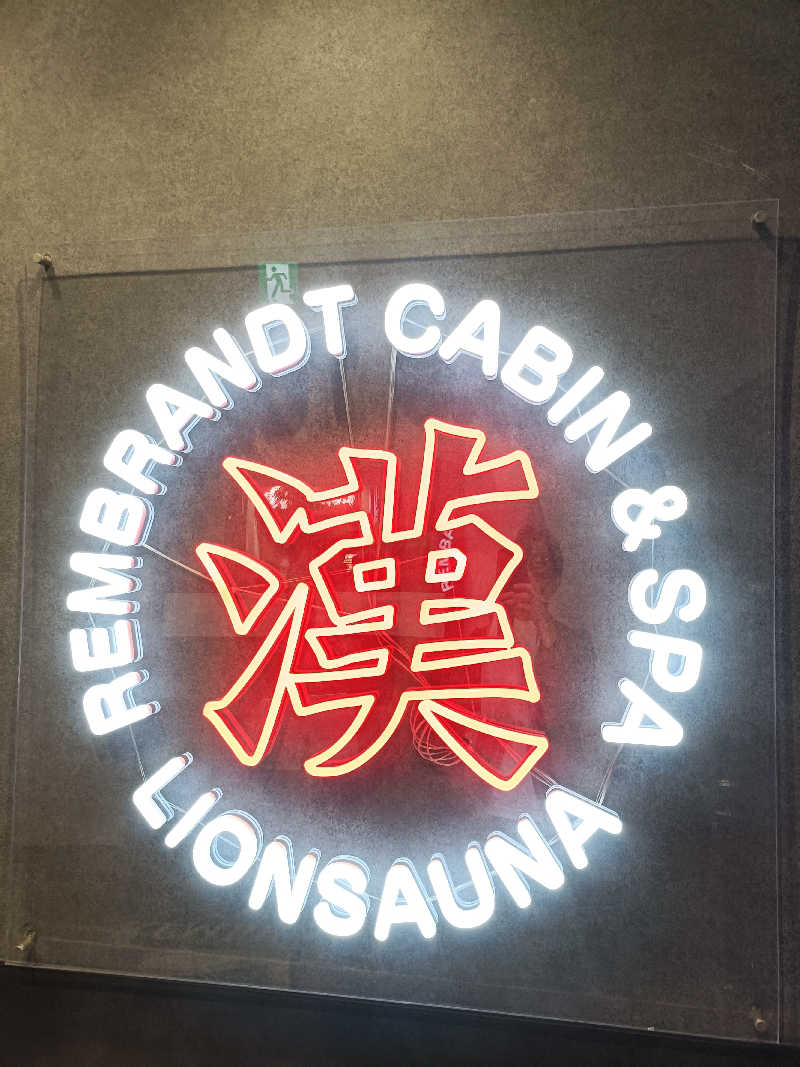 REMBRANDT CABIN & SPA
漢
LIONSAUNA